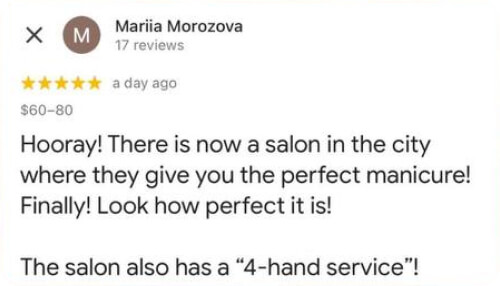 Mariia Morozova
M
17 reviews
a day ago
$60–80
Hooray! There is now a salon in the city
where they give you the perfect manicure!
Finally! Look how perfect it is!
The salon also has a “4-hand service”!